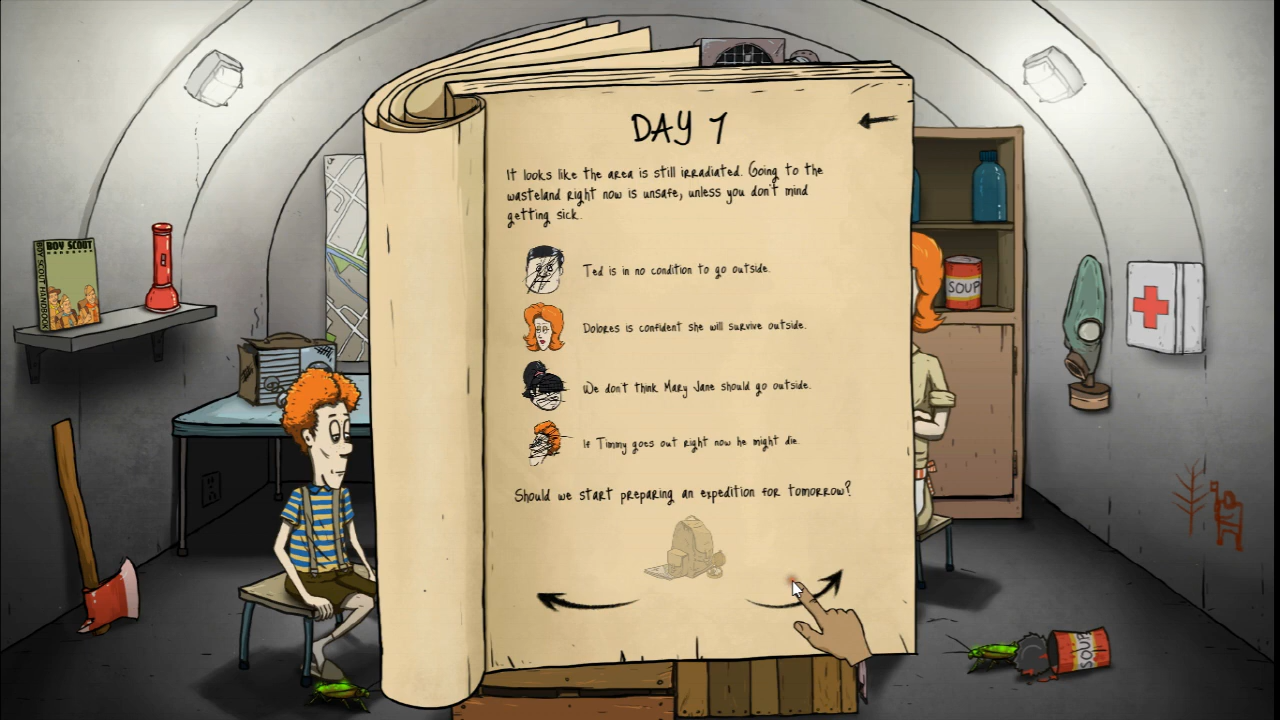 DAY 7
It looks like the area is still irradiated. Going to the
wasteland right now is unsafe, unless you don't mind
getting sick.
Ted is in no condition to go outside.
Dolores is confident she will survive outside.
We don't think Mary Jane should go outside.
If Timmy goes out right now he might die.
Should we start preparing an expedition for tomorrow?
BOY SCOUT
BOY SCOUT HANDBOOK
SOUP
SOUP